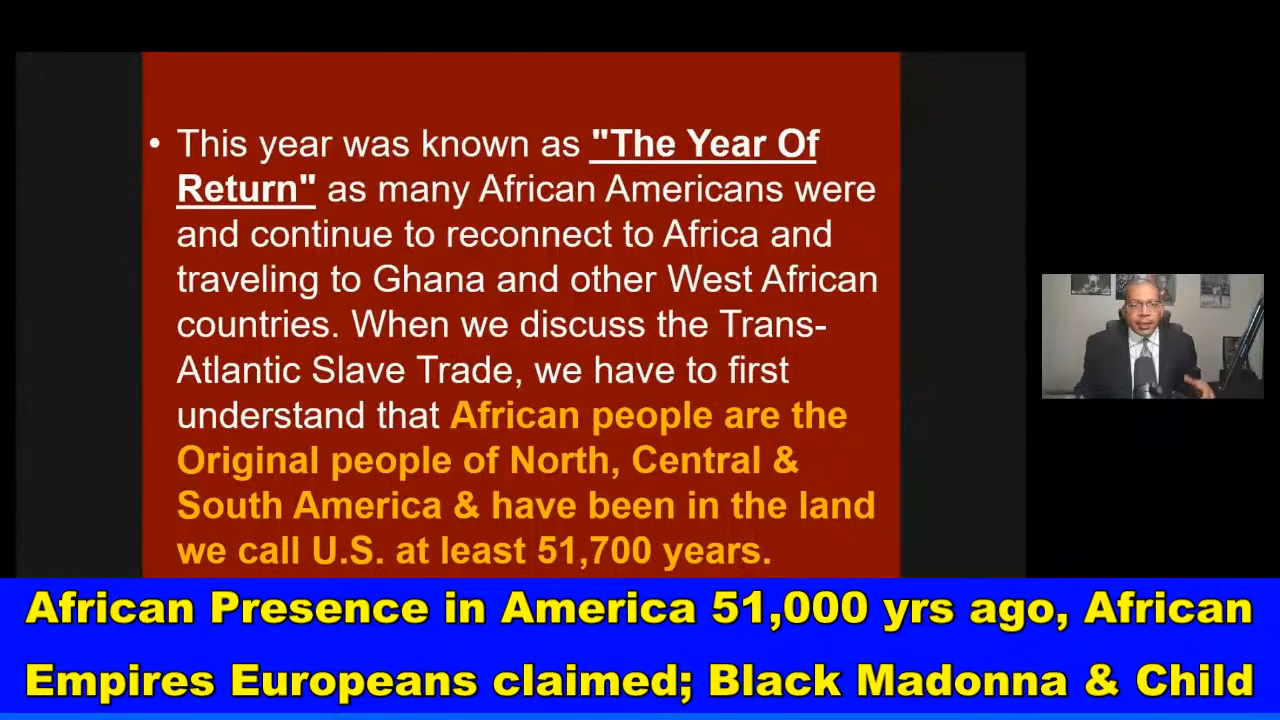 • This year was known as "The Year Of
Return" as many African Americans were
and continue to reconnect to Africa and
traveling to Ghana and other West African
countries. When we discuss the Trans-
Atlantic Slave Trade, we have to first
understand that African people are the
Original people of North, Central &
South America & have been in the land
we call U.S. at least 51,700 years.
African Presence in America 51,000 yrs ago, African
Empires Europeans claimed; Black Madonna & Child